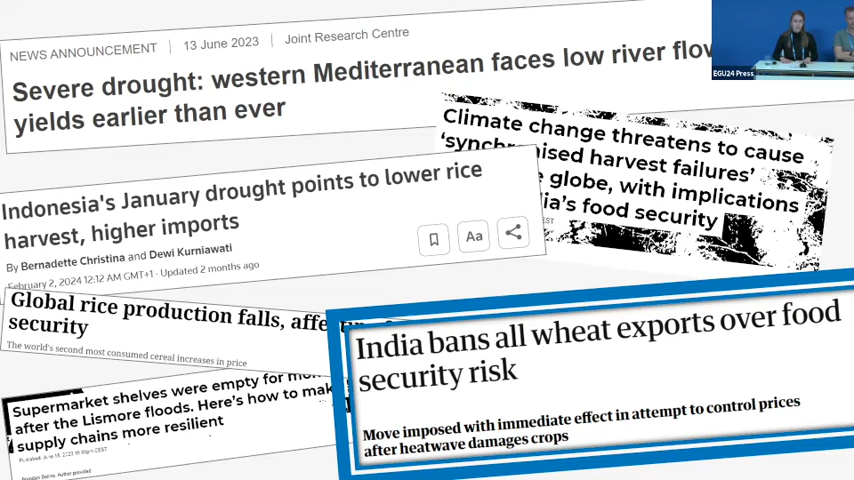 NEWS ANNOUNCEMENT | 13 June 2023 | Joint Research Centre
Severe drought: western Mediterranean faces low river flo
yields earlier than ever
EGU24 Press
Climate change threatens to cause
‘synchronised harvest failures’
globe, with implications
ia’s food security
EST
Indonesia's January drought points to lower rice
harvest, higher imports
By Bernadette Christina and Dewi Kurniawati
February 2, 2024 12:12 AM GMT+1 · Updated 2 months ago
Aa
Global rice production falls,
security
The world's second most consumed cereal increases in price
India bans all wheat exports over food
security risk
Move imposed with immediate effect in attempt to control prices
after heatwave damages crops
Supermarket shelves were empty for
after the Lismore floods. Here’s how to
supply chains more resilient